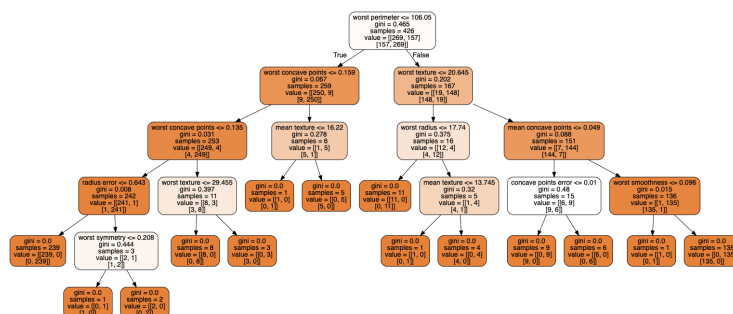 worst perimeter <= 106.05
gini = 0.465
samples = 426
value = [[269, 157]
[157, 269]]
True
False
worst concave points <= 0.159
gini = 0.067
samples = 259
value = [[250, 9]
[9, 250]]
worst texture <= 20.645
gini = 0.202
samples = 167
value = [[19, 148]
[148, 19]]
worst concave points <= 0.135
gini = 0.031
samples = 253
value = [[249, 4]
[4, 249]]
mean texture <= 16.22
gini = 0.278
samples = 6
value = [[1, 5]
[5, 1]]
worst radius <= 17.74
gini = 0.375
samples = 16
value = [[12, 4]
[4, 12]]
mean concave points <= 0.049
gini = 0.088
samples = 151
value = [[7, 144]
[144, 7]]
radius error <= 0.643
gini = 0.008
samples = 242
value = [[241, 1]
[1, 241]]
worst texture <= 29.455
gini = 0.397
samples = 11
value = [[8, 3]
[3, 8]]
gini = 0.0
samples = 1
value = [[1, 0]
[0, 1]]
gini = 0.0
samples = 5
value = [[0, 5]
[5, 0]]
gini = 0.0
samples = 11
value = [[11, 0]
[0, 11]]
mean texture <= 13.745
gini = 0.32
samples = 5
value = [[1, 4]
[4, 1]]
concave points error <= 0.01
gini = 0.48
samples = 15
value = [[6, 9]
[9, 6]]
worst smoothness <= 0.096
gini = 0.015
samples = 136
value = [[1, 135]
[135, 1]]
gini = 0.0
samples = 239
value = [[239, 0]
[0, 239]]
worst symmetry <= 0.208
gini = 0.444
samples = 3
value = [[2, 1]
[1, 2]]
gini = 0.0
samples = 8
value = [[8, 0]
[0, 8]]
gini = 0.0
samples = 3
value = [[0, 3]
[3, 0]]
gini = 0.0
samples = 1
value = [[1, 0]
[0, 1]]
gini = 0.0
samples = 4
value = [[0, 4]
[4, 0]]
gini = 0.0
samples = 9
value = [[0, 9]
[9, 0]]
gini = 0.0
samples = 6
value = [[6, 0]
[0, 6]]
gini = 0.0
samples = 1
value = [[1, 0]
[0, 1]]
gini = 0.0
samples = 135
value = [[0, 135]
[135, 0]]
gini = 0.0
samples = 1
value = [[0, 1]
[1, 0]]
gini = 0.0
samples = 2
value = [[2, 0]
[0, 2]]